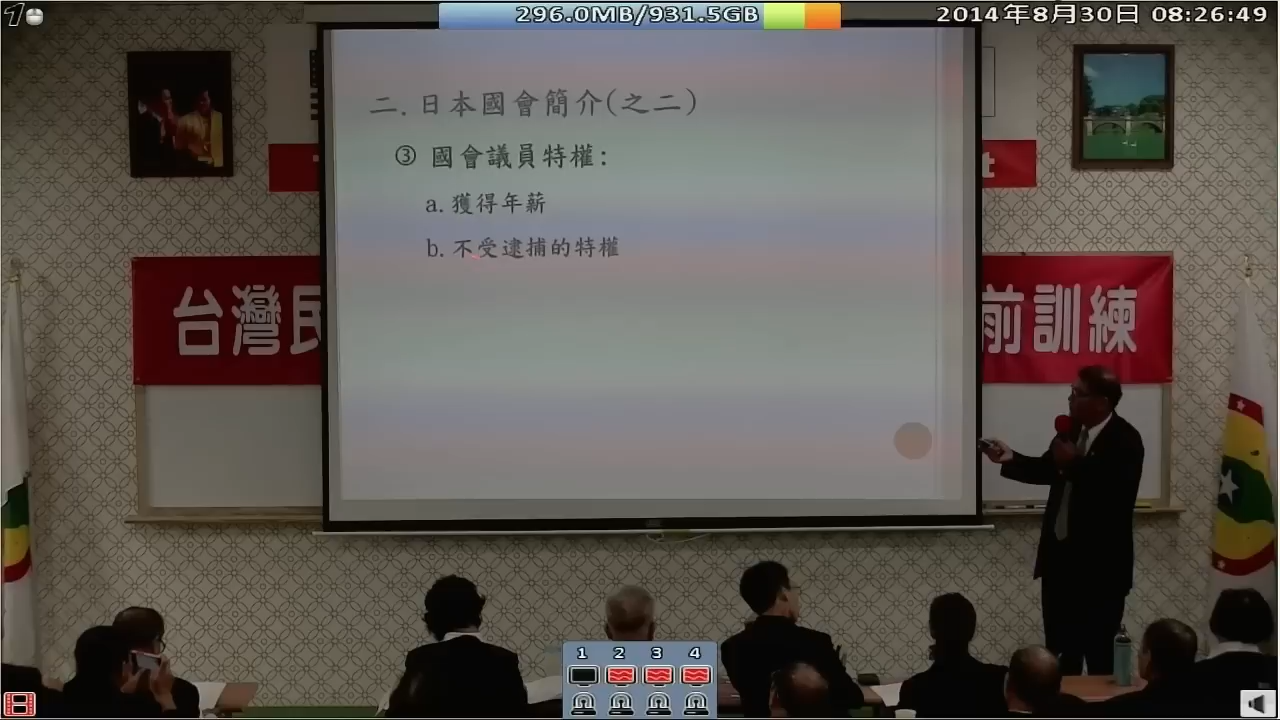 296.0MB/931.5GB
2014年8月30日 08:26:49
二.日本國會簡介(之二)
③ 國會議員特權:
a.獲得年薪
b.不受逮捕的特權
t
台灣民
前訓練
1 2 3 4